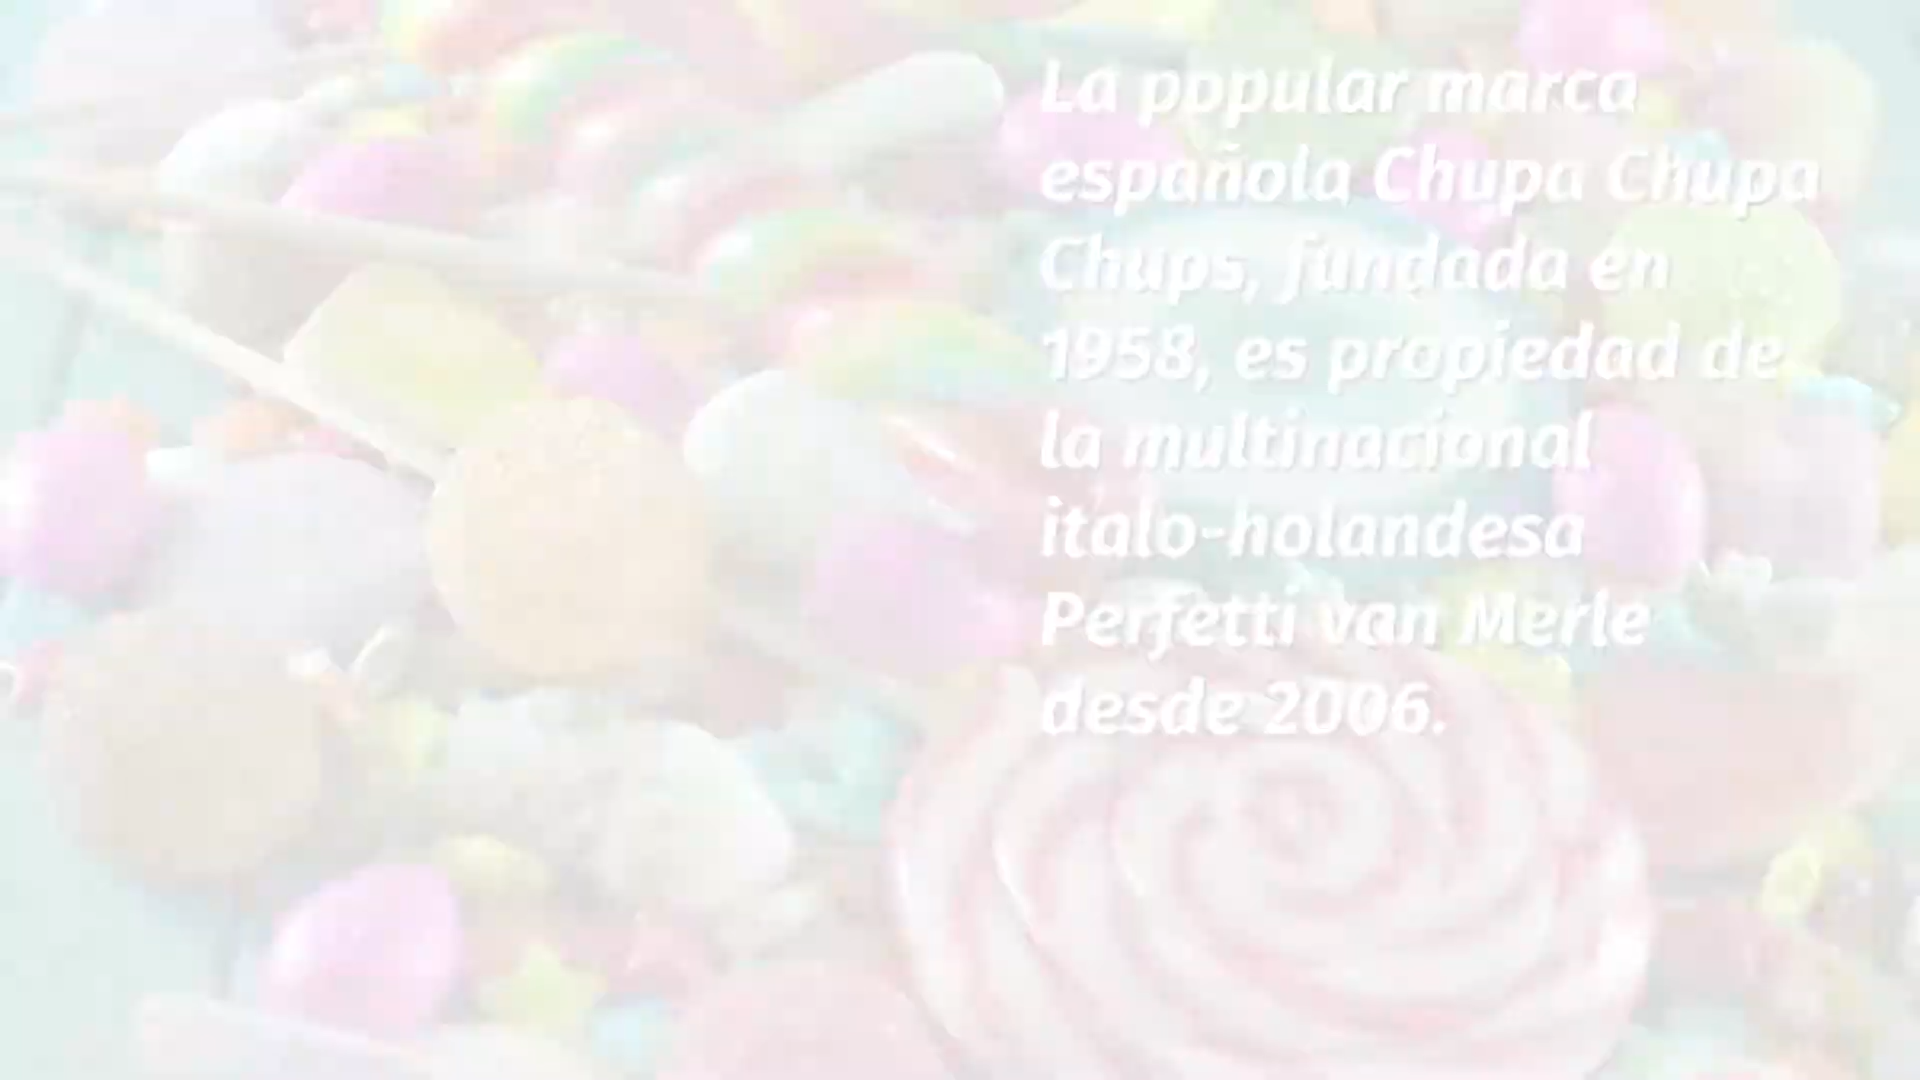 La popular marca
española Chupa Chupa
Chups, fundada en
1958, es propiedad de
la multinacional
italo-holandesa
Perfetti van Merle
desde 2006.